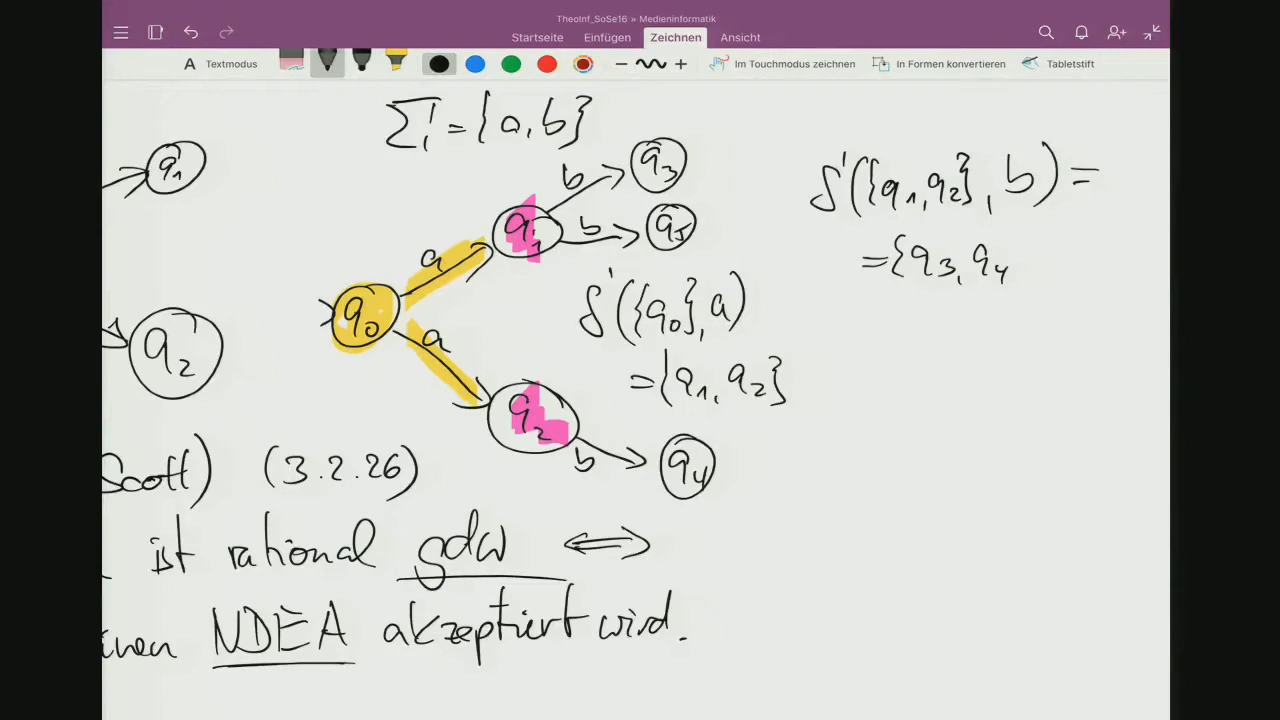 TheoInf_SoSe16 » Medieninformatik
Startseite Einfügen Zeichnen Ansicht
A Textmodus Im Touchmodus zeichnen In Formen konvertieren Tabletstift
Σ = {a, b}
q1
b q3
b q5
q1
a
q0
a
q2
q2
b q4
δ'({q0}, a)
= {q1, q2}
δ'({q1, q2}, b) =
= {q3, q4
Scott) (3.2.26)
ist rational gdw ⟺
inen NDEA akzeptiert wird.